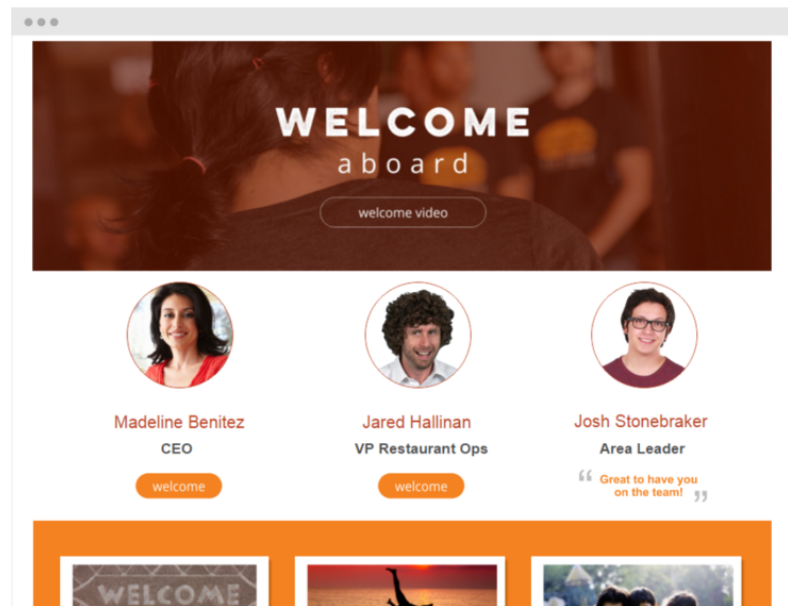 WELCOME
aboard
welcome video
Madeline Benitez
Jared Hallinan
Josh Stonebraker
CEO
VP Restaurant Ops
Area Leader
welcome
welcome
“ Great to have you
on the team! ”
WELCOME